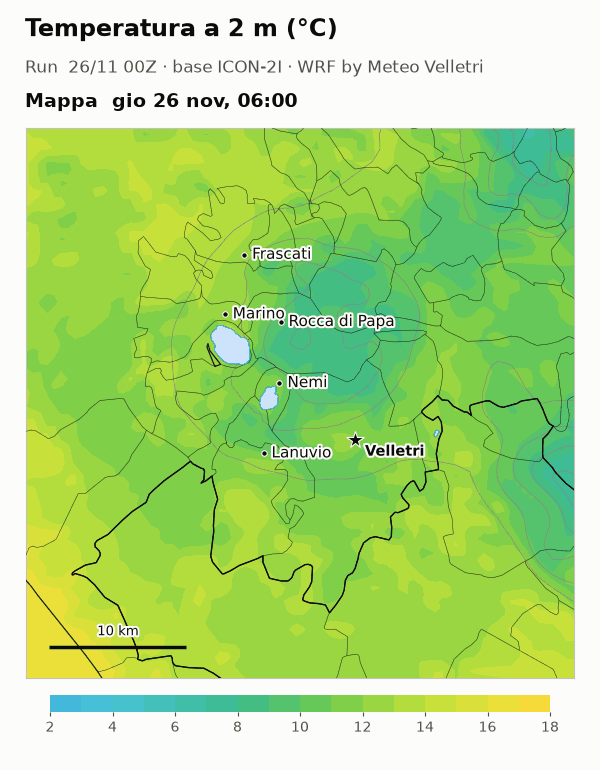 Temperatura a 2 m (°C)
Run  26/11 00Z · base ICON-2I · WRF by Meteo Velletri
Mappa  gio 26 nov, 06:00
Frascati
Marino
Rocca di Papa
Nemi
Velletri
Lanuvio
10 km
2 4 6 8 10 12 14 16 18